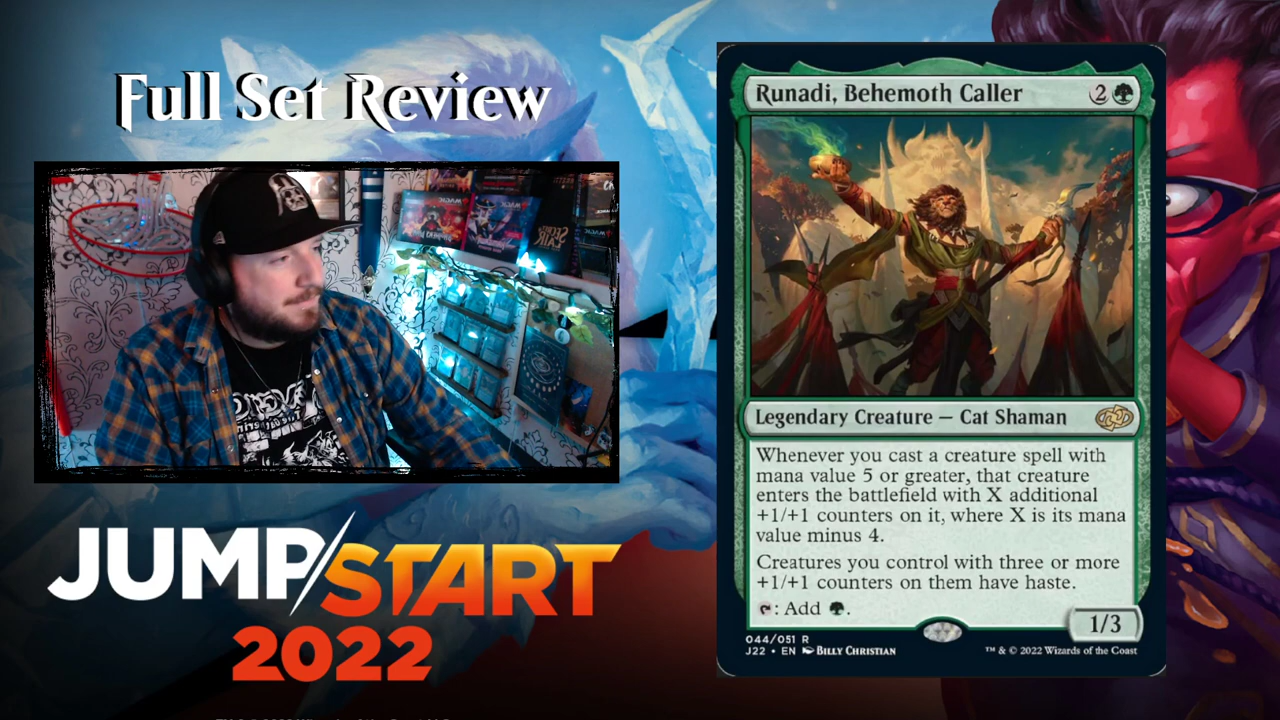 Full Set Review
JUMP/START
2022
Runadi, Behemoth Caller
2
Legendary Creature — Cat Shaman
Whenever you cast a creature spell with
mana value 5 or greater, that creature
enters the battlefield with X additional
+1/+1 counters on it, where X is its mana
value minus 4.
Creatures you control with three or more
+1/+1 counters on them have haste.
: Add .
1/3
044/051 R
J22 • EN BILLY CHRISTIAN
™ & © 2022 Wizards of the Coast